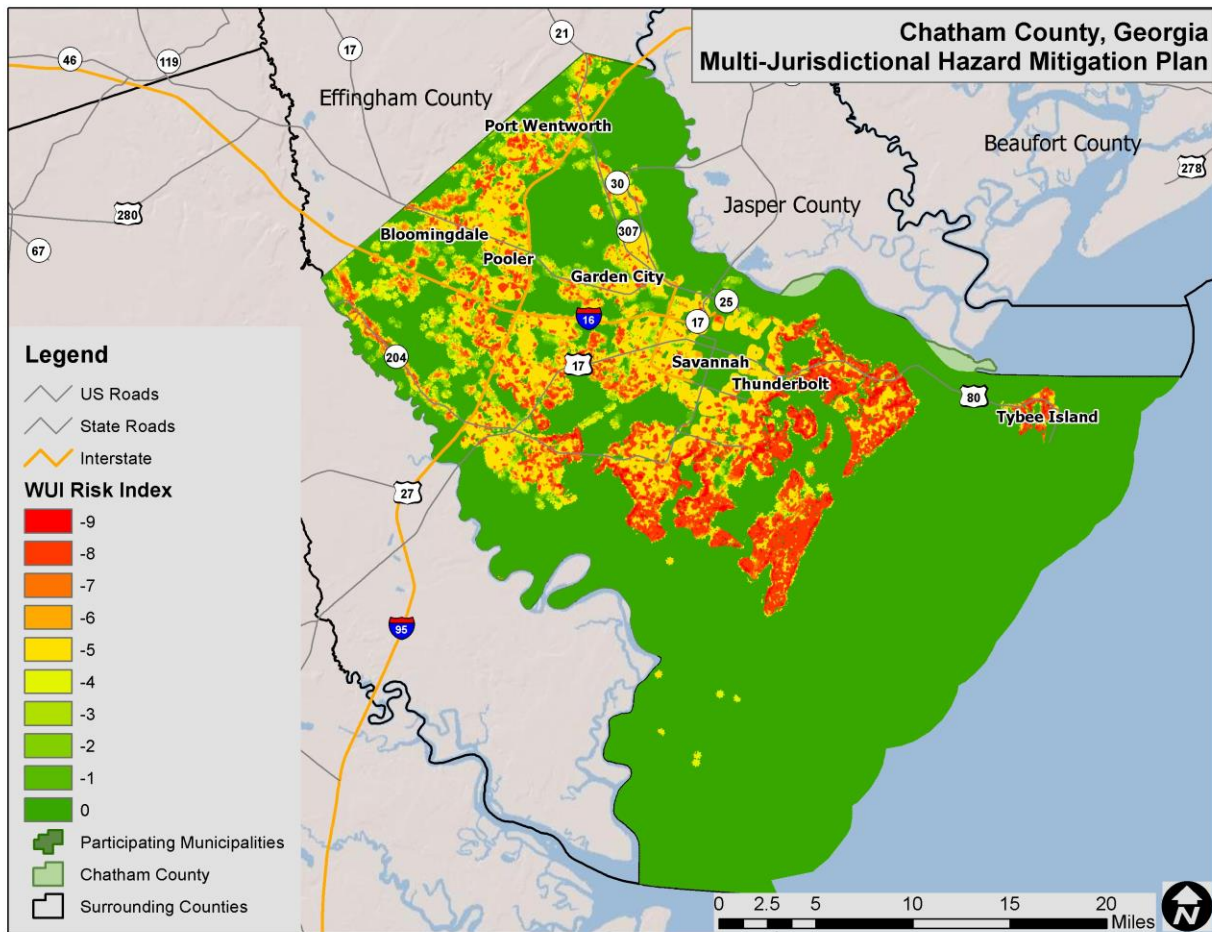 Chatham County, Georgia
Multi-Jurisdictional Hazard Mitigation Plan
21
17
46
119
Effingham County
Port Wentworth
Beaufort County
278
30
Jasper County
280
307
67
Bloomingdale
Pooler
Garden City
25
16
17
17
204
Savannah
Thunderbolt
80
Tybee Island
27
95
Legend
US Roads
State Roads
Interstate
WUI Risk Index
-9
-8
-7
-6
-5
-4
-3
-2
-1
0
Participating Municipalities
Chatham County
Surrounding Counties
0 2.5 5 10 15 20
Miles
N